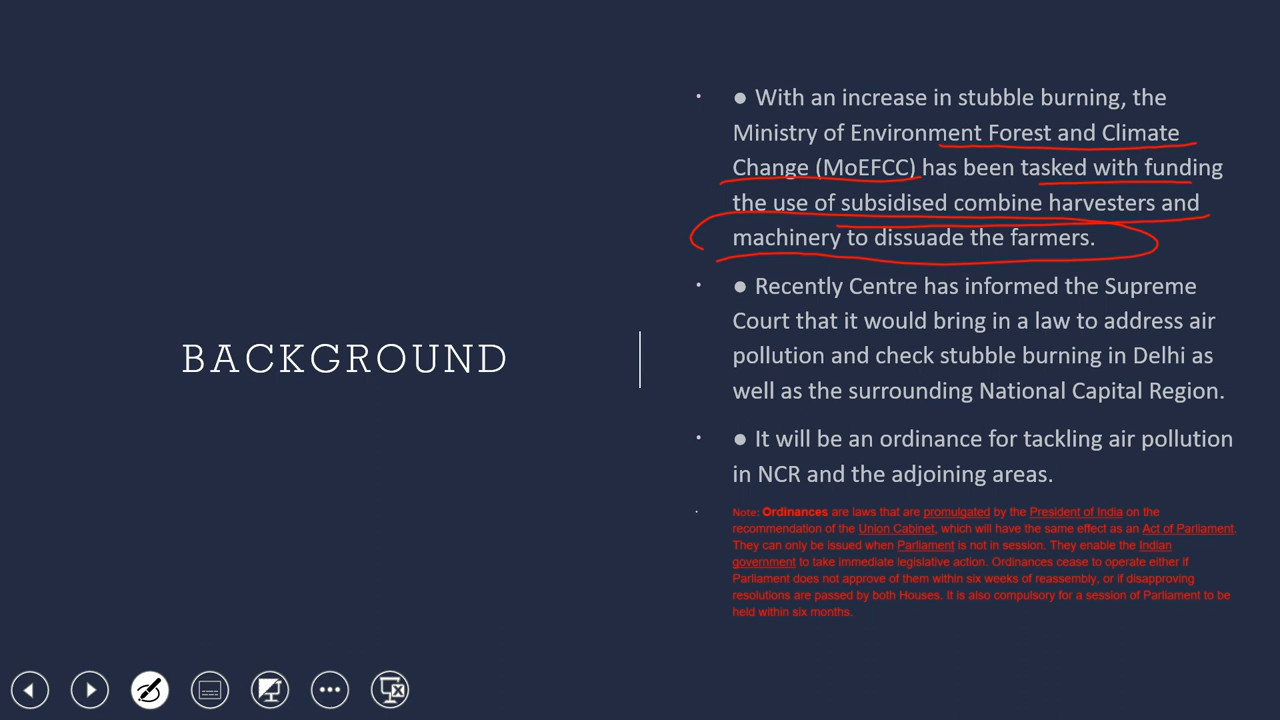 BACKGROUND
• ● With an increase in stubble burning, the
Ministry of Environment Forest and Climate
Change (MoEFCC) has been tasked with funding
the use of subsidised combine harvesters and
machinery to dissuade the farmers.
• ● Recently Centre has informed the Supreme
Court that it would bring in a law to address air
pollution and check stubble burning in Delhi as
well as the surrounding National Capital Region.
• ● It will be an ordinance for tackling air pollution
in NCR and the adjoining areas.
• Note: Ordinances are laws that are promulgated by the President of India on the
recommendation of the Union Cabinet, which will have the same effect as an Act of Parliament.
They can only be issued when Parliament is not in session. They enable the Indian
government to take immediate legislative action. Ordinances cease to operate either if
Parliament does not approve of them within six weeks of reassembly, or if disapproving
resolutions are passed by both Houses. It is also compulsory for a session of Parliament to be
held within six months.